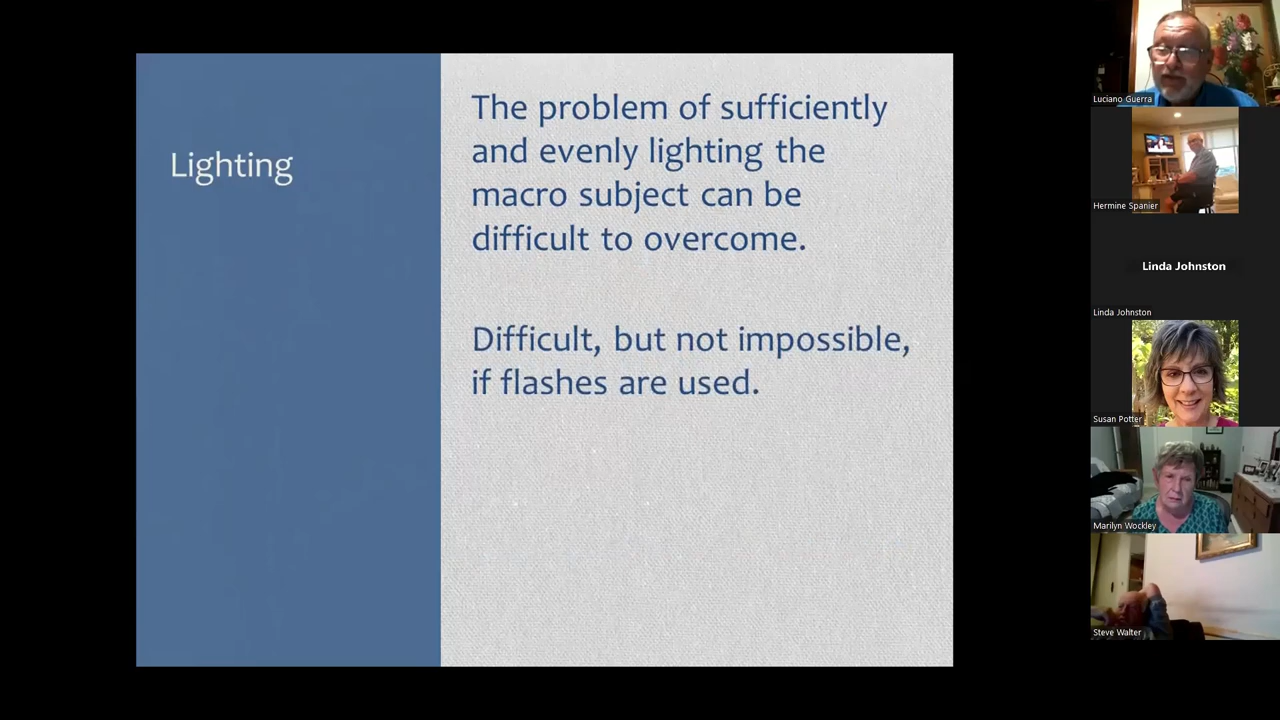 Lighting
The problem of sufficiently
and evenly lighting the
macro subject can be
difficult to overcome.
Difficult, but not impossible,
if flashes are used.
Luciano Guerra
Hermine Spanier
Linda Johnston
Linda Johnston
Susan Potter
Marilyn Wockley
Steve Walter